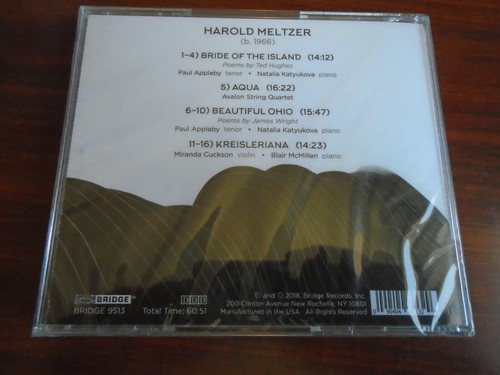 HAROLD MELTZER
(b. 1966)
1-4) BRIDE OF THE ISLAND (14:12)
Poems by Ted Hughes
Paul Appleby tenor • Natalia Katyukova piano
5) AQUA (16:22)
Avalon String Quartet
6-10) BEAUTIFUL OHIO (15:47)
Poems by James Wright
Paul Appleby tenor • Natalia Katyukova piano
11-16) KREISLERIANA (14:23)
Miranda Cuckson violin • Blair McMillen piano
BRIDGE DDD
BRIDGE 9513 Total Time: 60:51
℗ and © 2018, Bridge Records, Inc.
200 Clinton Avenue New Rochelle, NY 10801
Manufactured in the USA All Rights Reserved